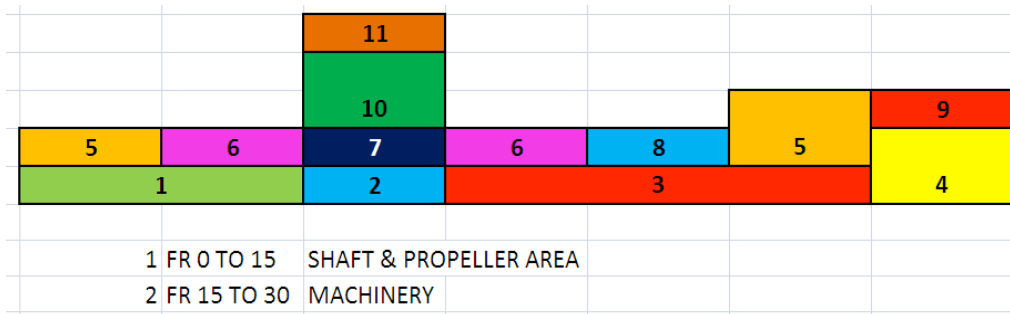 11
10
9
5 6 7 6 8 5
1 2 3 4
1 FR 0 TO 15 SHAFT & PROPELLER AREA
2 FR 15 TO 30 MACHINERY